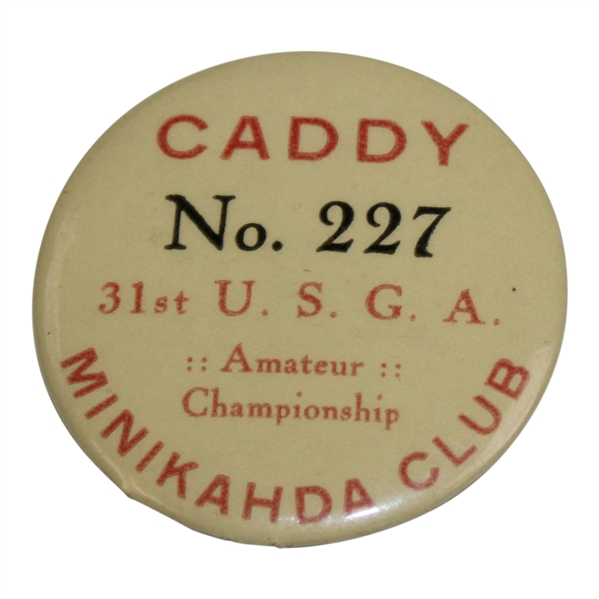 CADDY
No. 227
31st U. S. G. A.
:: Amateur ::
Championship
MINIKAHDA CLUB